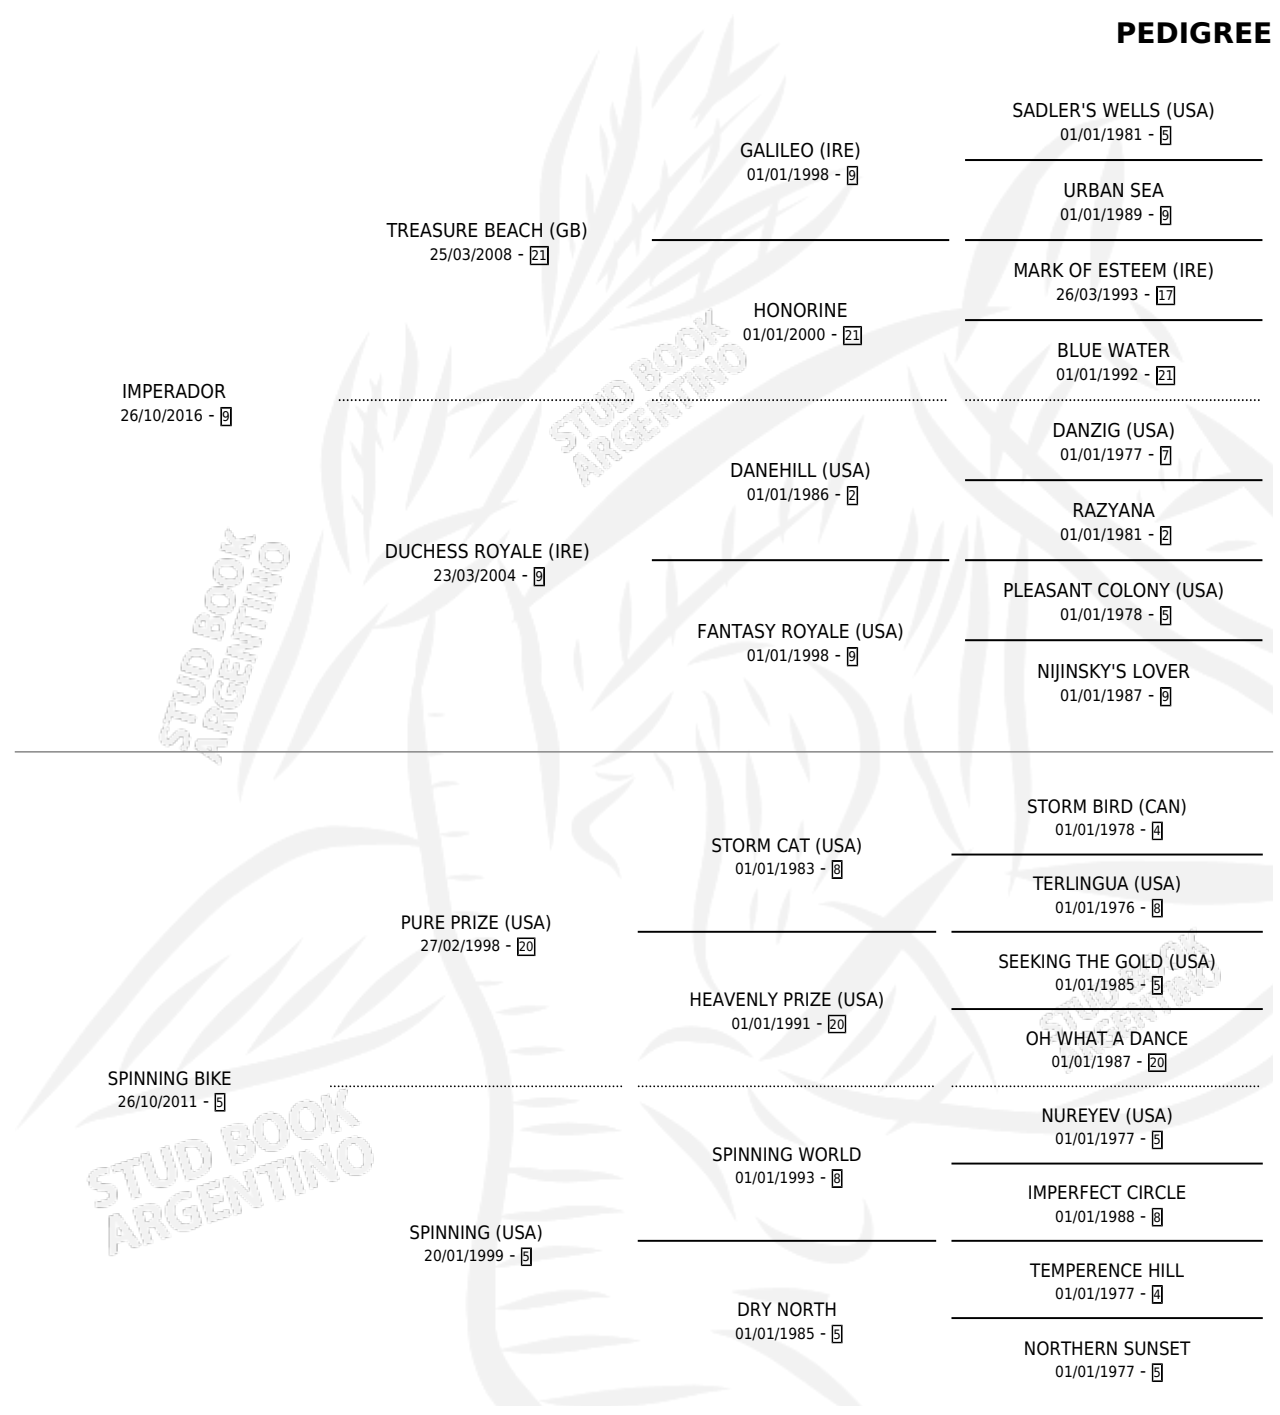 PEDIGREE
SADLER'S WELLS (USA)
01/01/1981 - 5
GALILEO (IRE)
01/01/1998 - 9
URBAN SEA
01/01/1989 - 9
TREASURE BEACH (GB)
25/03/2008 - 21
MARK OF ESTEEM (IRE)
26/03/1993 - 17
HONORINE
01/01/2000 - 21
BLUE WATER
01/01/1992 - 21
IMPERADOR
26/10/2016 - 9
STUD BOOK
ARGENTINO
DANZIG (USA)
01/01/1977 - 7
DANEHILL (USA)
01/01/1986 - 2
RAZYANA
01/01/1981 - 2
DUCHESS ROYALE (IRE)
23/03/2004 - 9
PLEASANT COLONY (USA)
01/01/1978 - 5
FANTASY ROYALE (USA)
01/01/1998 - 9
NIJINSKY'S LOVER
01/01/1987 - 9
STUD BOOK
ARGENTINO
STORM BIRD (CAN)
01/01/1978 - 4
STORM CAT (USA)
01/01/1983 - 8
TERLINGUA (USA)
01/01/1976 - 8
PURE PRIZE (USA)
27/02/1998 - 20
SEEKING THE GOLD (USA)
01/01/1985 - 5
HEAVENLY PRIZE (USA)
01/01/1991 - 20
OH WHAT A DANCE
01/01/1987 - 20
STUD BOOK
ARGENTINO
SPINNING BIKE
26/10/2011 - 5
NUREYEV (USA)
01/01/1977 - 5
SPINNING WORLD
01/01/1993 - 8
IMPERFECT CIRCLE
01/01/1988 - 8
STUD BOOK
ARGENTINO
SPINNING (USA)
20/01/1999 - 5
TEMPERENCE HILL
01/01/1977 - 4
DRY NORTH
01/01/1985 - 5
NORTHERN SUNSET
01/01/1977 - 5